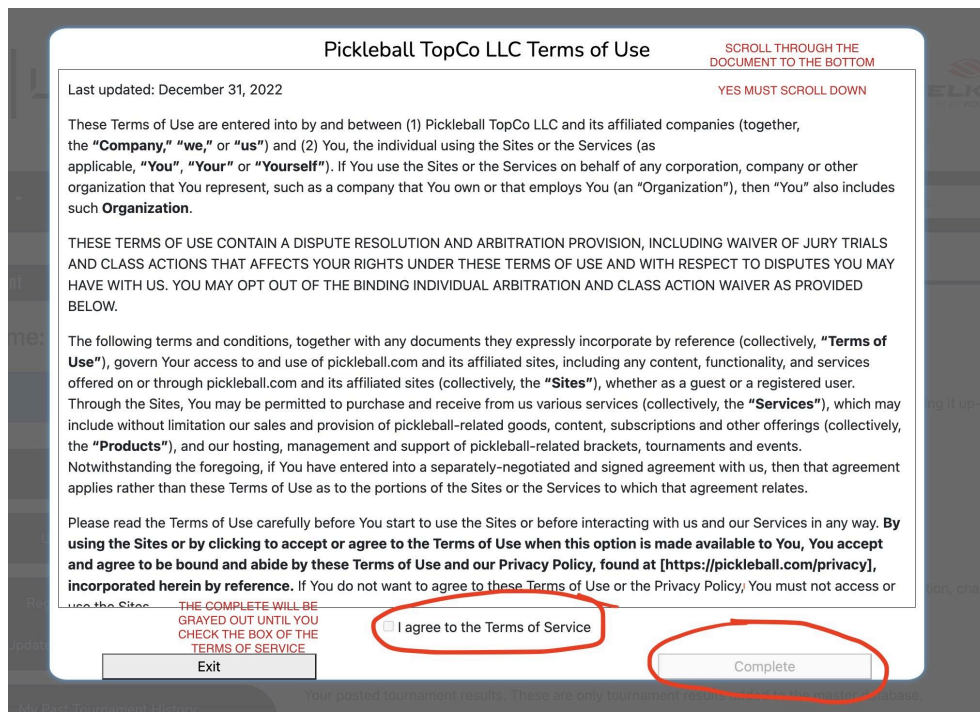 Pickleball TopCo LLC Terms of Use
SCROLL THROUGH THE
DOCUMENT TO THE BOTTOM
YES MUST SCROLL DOWN
Last updated: December 31, 2022
These Terms of Use are entered into by and between (1) Pickleball TopCo LLC and its affiliated companies (together,
the “Company,” “we,” or “us”) and (2) You, the individual using the Sites or the Services (as
applicable, “You”, “Your” or “Yourself”). If You use the Sites or the Services on behalf of any corporation, company or other
organization that You represent, such as a company that You own or that employs You (an “Organization”), then “You” also includes
such Organization.
THESE TERMS OF USE CONTAIN A DISPUTE RESOLUTION AND ARBITRATION PROVISION, INCLUDING WAIVER OF JURY TRIALS
AND CLASS ACTIONS THAT AFFECTS YOUR RIGHTS UNDER THESE TERMS OF USE AND WITH RESPECT TO DISPUTES YOU MAY
HAVE WITH US. YOU MAY OPT OUT OF THE BINDING INDIVIDUAL ARBITRATION AND CLASS ACTION WAIVER AS PROVIDED
BELOW.
The following terms and conditions, together with any documents they expressly incorporate by reference (collectively, “Terms of
Use”), govern Your access to and use of pickleball.com and its affiliated sites, including any content, functionality, and services
offered on or through pickleball.com and its affiliated sites (collectively, the “Sites”), whether as a guest or a registered user.
Through the Sites, You may be permitted to purchase and receive from us various services (collectively, the “Services”), which may
include without limitation our sales and provision of pickleball-related goods, content, subscriptions and other offerings (collectively,
the “Products”), and our hosting, management and support of pickleball-related brackets, tournaments and events.
Notwithstanding the foregoing, if You have entered into a separately-negotiated and signed agreement with us, then that agreement
applies rather than these Terms of Use as to the portions of the Sites or the Services to which that agreement relates.
Please read the Terms of Use carefully before You start to use the Sites or before interacting with us and our Services in any way. By
using the Sites or by clicking to accept or agree to the Terms of Use when this option is made available to You, You accept
and agree to be bound and abide by these Terms of Use and our Privacy Policy, found at [https://pickleball.com/privacy],
incorporated herein by reference. If You do not want to agree to these Terms of Use or the Privacy Policy, You must not access or
use the Sites
THE COMPLETE WILL BE
GRAYED OUT UNTIL YOU
CHECK THE BOX OF THE
TERMS OF SERVICE
I agree to the Terms of Service
Exit
Complete
Your posted tournament results. These are only tournament results added to the master database,
My Past Tournament History